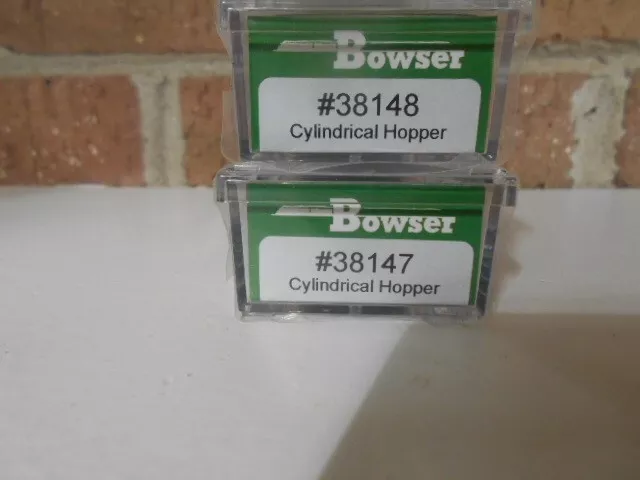 Bowser
#38148
Cylindrical Hopper
Bowser
#38147
Cylindrical Hopper